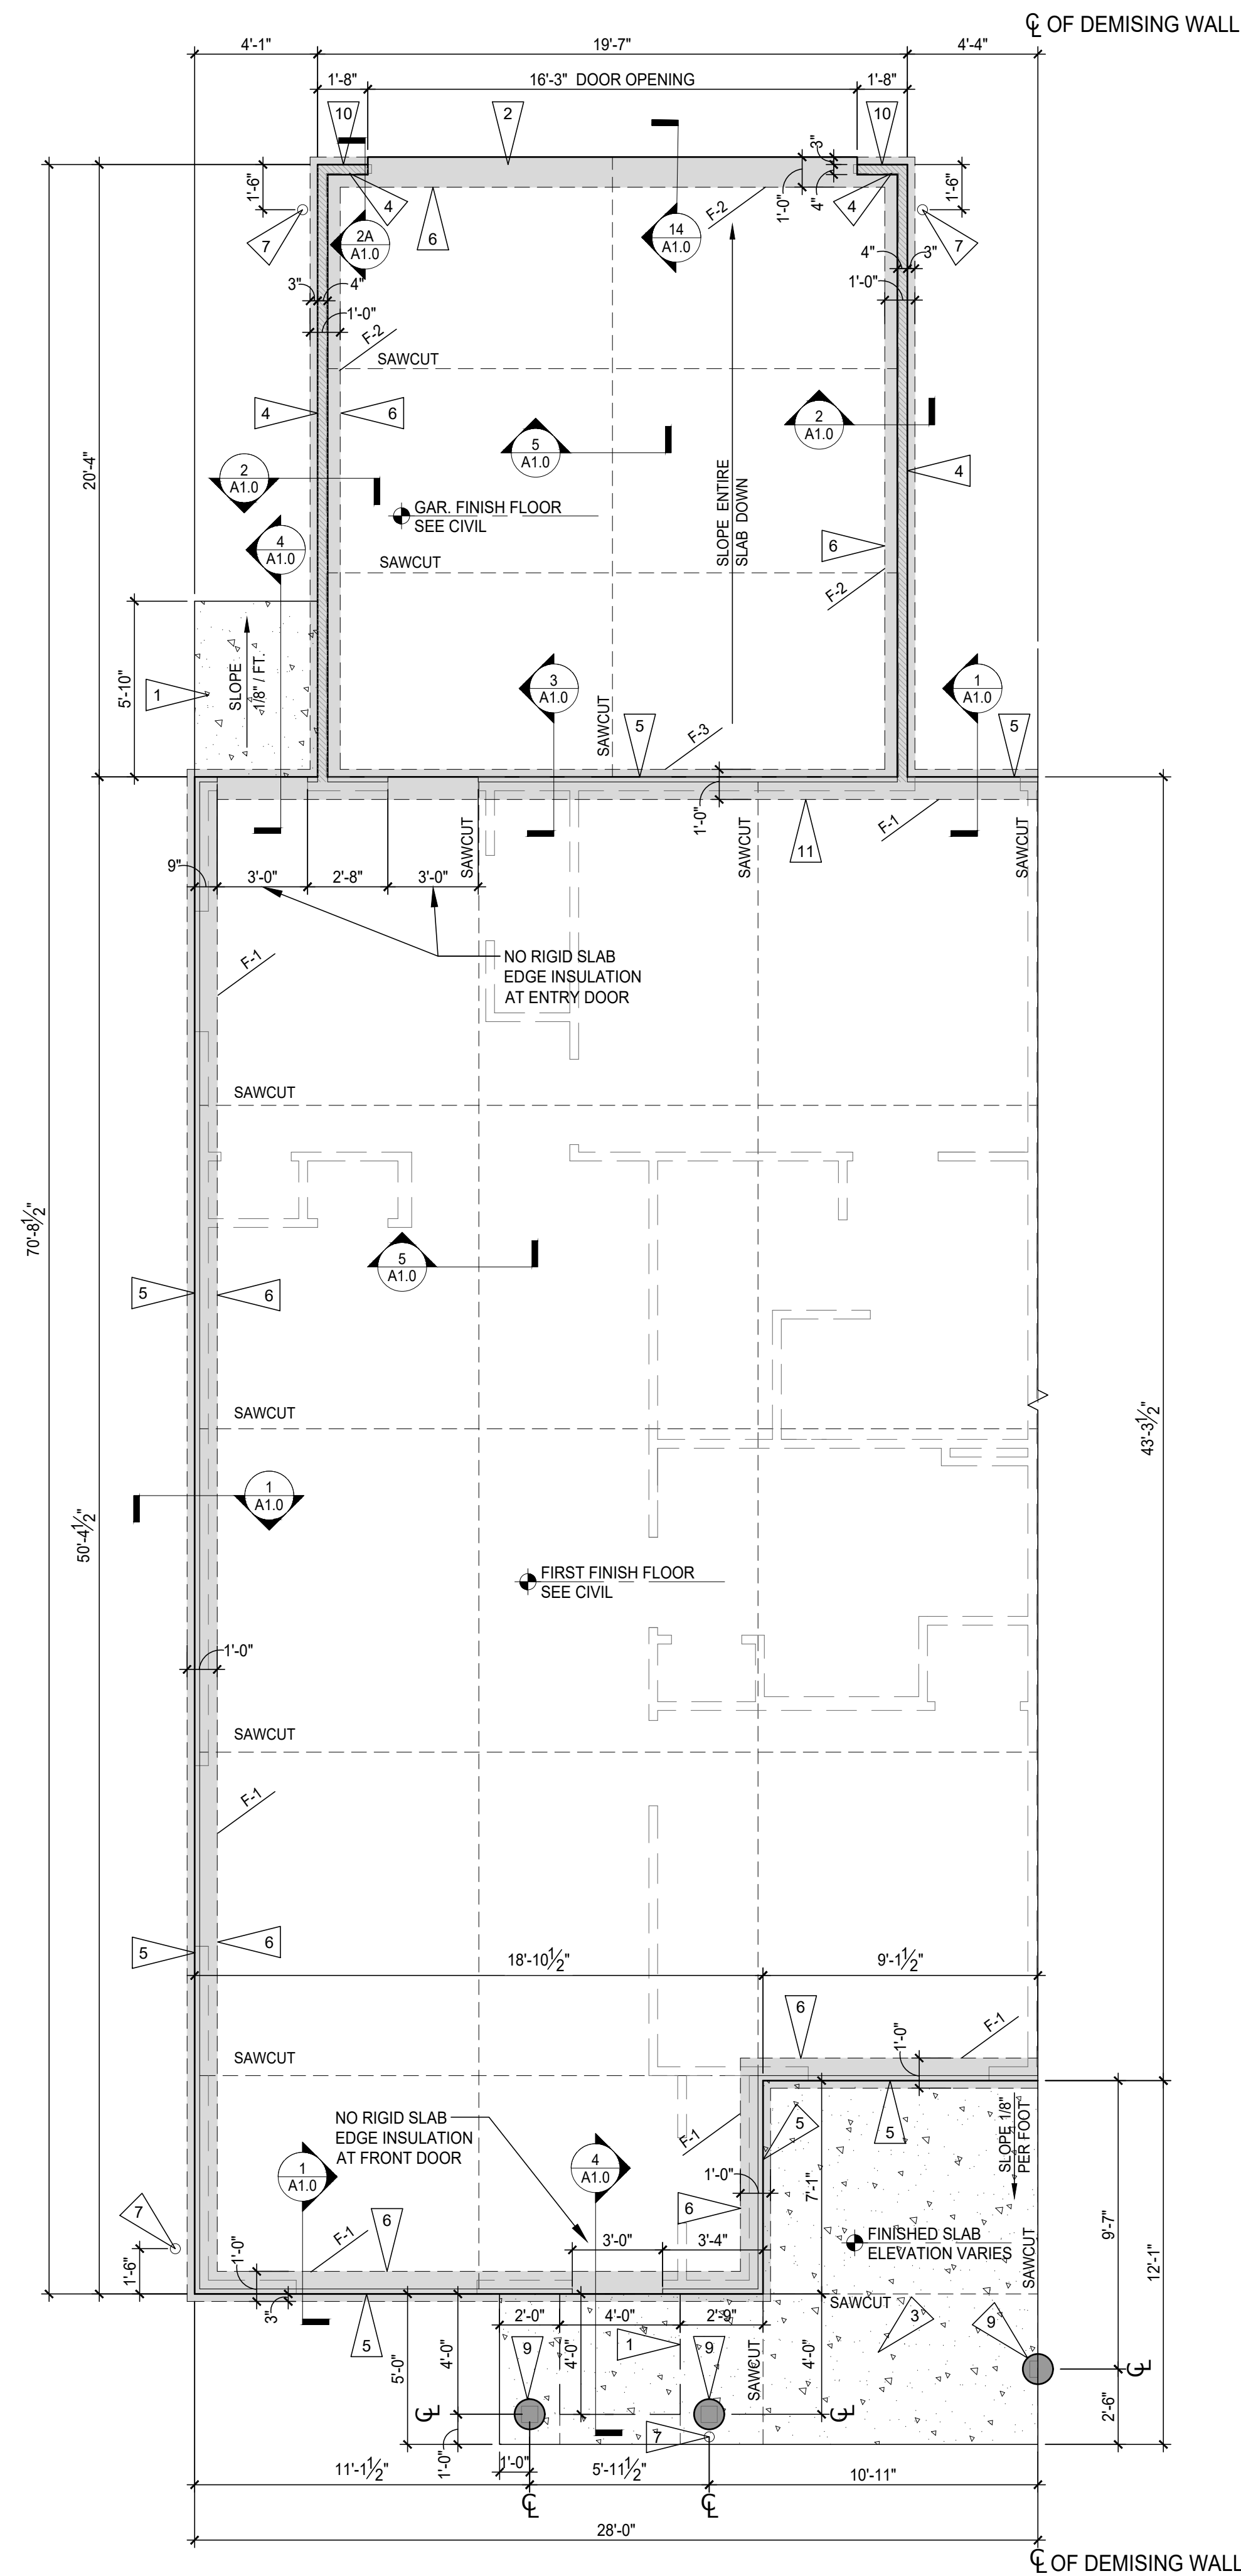 ℄ OF DEMISING WALL
4'-1"
19'-7"
4'-4"
1'-8"
16'-3" DOOR OPENING
1'-8"
10
2
10
3"
1'-6"
4
6
F-2
1'-0"
4"
4
1'-6"
7
2A
A1.0
14
A1.0
7
4"
3"
3"
4"
1'-0"
1'-0"
F-2
SAWCUT
4
6
2
A1.0
5
A1.0
2
A1.0
20'-4"
4
GAR. FINISH FLOOR
SEE CIVIL
SLOPE ENTIRE
SLAB DOWN
4
A1.0
6
SAWCUT
F-2
5'-10"
1
SLOPE
1/8" / FT.
3
A1.0
1
A1.0
SAWCUT
5
F-3
5
1'-0"
F-1
SAWCUT
SAWCUT
SAWCUT
11
9"
3'-0"
2'-8"
3'-0"
F-1
NO RIGID SLAB
EDGE INSULATION
AT ENTRY DOOR
SAWCUT
70'-8½"
5
A1.0
5
6
SAWCUT
43'-3½"
50'-4½"
1
A1.0
FIRST FINISH FLOOR
SEE CIVIL
1'-0"
SAWCUT
F-1
5
6
18'-10½"
9'-1½"
6
F-1
1'-0"
SAWCUT
NO RIGID SLAB
EDGE INSULATION
AT FRONT DOOR
F-1
5
5
SLOPE 1/8"
PER FOOT
1
A1.0
4
A1.0
1'-0"
7'-1"
7
6
6
F-1
3'-0"
3'-4"
FINISHED SLAB
ELEVATION VARIES
SAWCUT
9'-7"
12'-1"
1'-6"
1'-0"
3"
SAWCUT
2'-0"
4'-0"
2'-9"
5
5'-0"
4'-0"
9
4'-0"
1
9
SAWCUT
4'-0"
3
9
℄
2'-6"
℄
℄
7
1'-0"
1'-0"
11'-1½"
5'-11½"
10'-11"
℄
℄
28'-0"
℄ OF DEMISING WALL